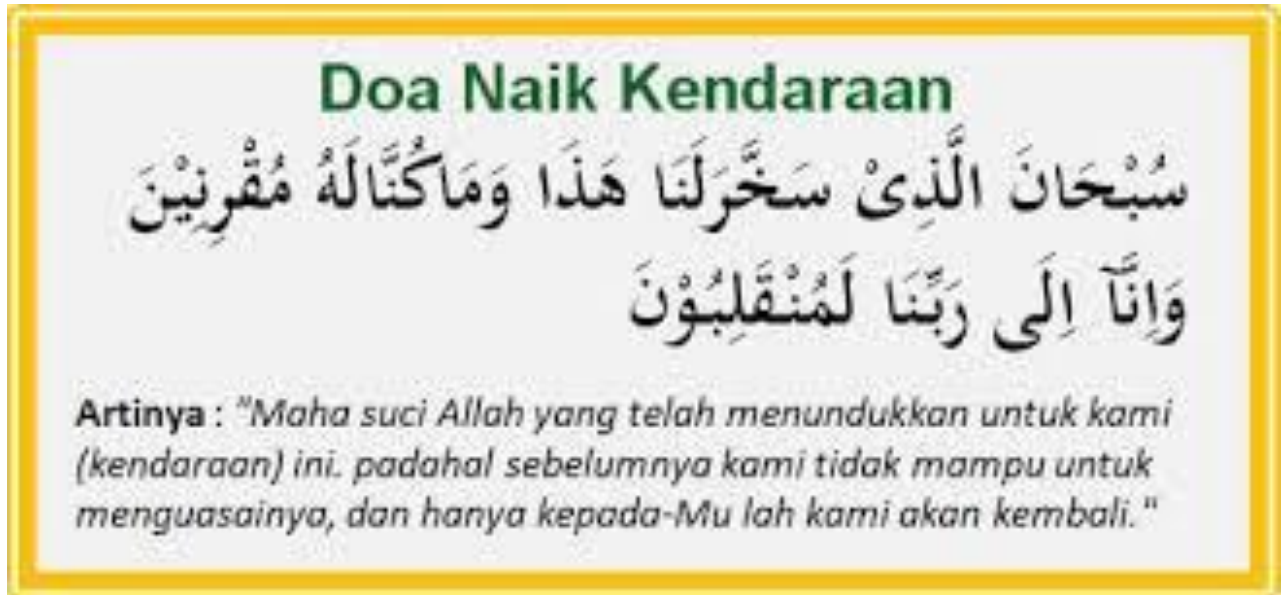 Doa Naik Kendaraan
سُبْحَانَ الَّذِىْ سَخَّرَلَنَا هَذَا وَمَاكُنَّالَهُ مُقْرِنِيْنَ
وَاِنَّآ اِلَى رَبِّنَا لَمُنْقَلِبُوْنَ
Artinya : "Maha suci Allah yang telah menundukkan untuk kami
(kendaraan) ini. padahal sebelumnya kami tidak mampu untuk
menguasainya, dan hanya kepada-Mu lah kami akan kembali."